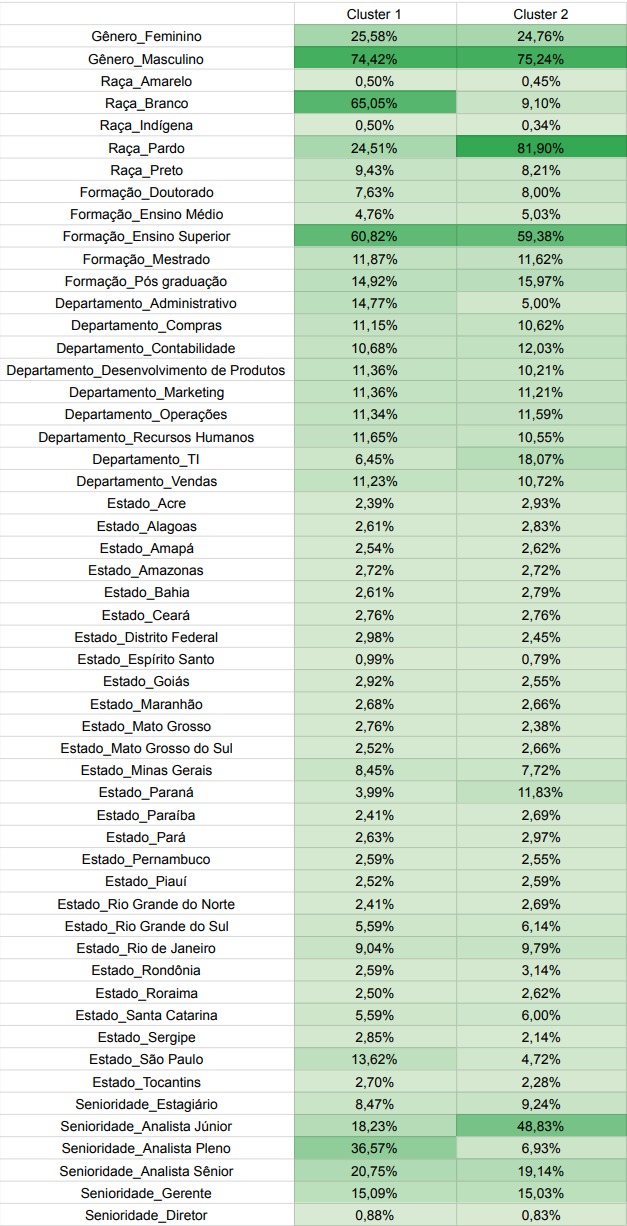 Cluster 1 Cluster 2
Gênero_Feminino 25,58% 24,76%
Gênero_Masculino 74,42% 75,24%
Raça_Amarelo 0,50% 0,45%
Raça_Branco 65,05% 9,10%
Raça_Indígena 0,50% 0,34%
Raça_Pardo 24,51% 81,90%
Raça_Preto 9,43% 8,21%
Formação_Doutorado 7,63% 8,00%
Formação_Ensino Médio 4,76% 5,03%
Formação_Ensino Superior 60,82% 59,38%
Formação_Mestrado 11,87% 11,62%
Formação_Pós graduação 14,92% 15,97%
Departamento_Administrativo 14,77% 5,00%
Departamento_Compras 11,15% 10,62%
Departamento_Contabilidade 10,68% 12,03%
Departamento_Desenvolvimento de Produtos 11,36% 10,21%
Departamento_Marketing 11,36% 11,21%
Departamento_Operações 11,34% 11,59%
Departamento_Recursos Humanos 11,65% 10,55%
Departamento_TI 6,45% 18,07%
Departamento_Vendas 11,23% 10,72%
Estado_Acre 2,39% 2,93%
Estado_Alagoas 2,61% 2,83%
Estado_Amapá 2,54% 2,62%
Estado_Amazonas 2,72% 2,72%
Estado_Bahia 2,61% 2,79%
Estado_Ceará 2,76% 2,76%
Estado_Distrito Federal 2,98% 2,45%
Estado_Espírito Santo 0,99% 0,79%
Estado_Goiás 2,92% 2,55%
Estado_Maranhão 2,68% 2,66%
Estado_Mato Grosso 2,76% 2,38%
Estado_Mato Grosso do Sul 2,52% 2,66%
Estado_Minas Gerais 8,45% 7,72%
Estado_Paraná 3,99% 11,83%
Estado_Paraíba 2,41% 2,69%
Estado_Pará 2,63% 2,97%
Estado_Pernambuco 2,59% 2,55%
Estado_Piauí 2,52% 2,59%
Estado_Rio Grande do Norte 2,41% 2,69%
Estado_Rio Grande do Sul 5,59% 6,14%
Estado_Rio de Janeiro 9,04% 9,79%
Estado_Rondônia 2,59% 3,14%
Estado_Roraima 2,50% 2,62%
Estado_Santa Catarina 5,59% 6,00%
Estado_Sergipe 2,85% 2,14%
Estado_São Paulo 13,62% 4,72%
Estado_Tocantins 2,70% 2,28%
Senioridade_Estagiário 8,47% 9,24%
Senioridade_Analista Júnior 18,23% 48,83%
Senioridade_Analista Pleno 36,57% 6,93%
Senioridade_Analista Sênior 20,75% 19,14%
Senioridade_Gerente 15,09% 15,03%
Senioridade_Diretor 0,88% 0,83%